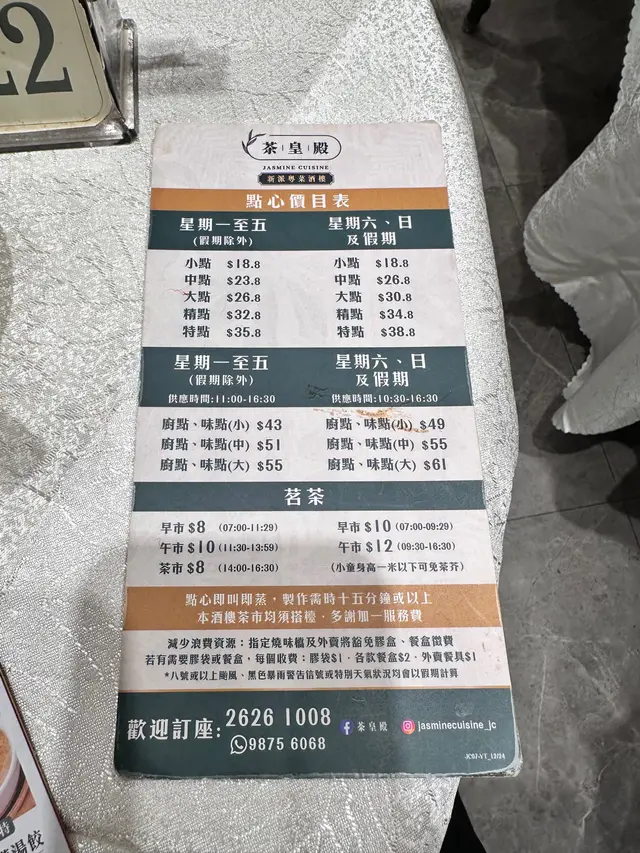 22
茶皇殿
JASMINE CUISINE
新派粵菜酒樓
點心價目表
星期一至五 星期六、日
(假期除外) 及假期
小點 $18.8 小點 $18.8
中點 $23.8 中點 $26.8
大點 $26.8 大點 $30.8
精點 $32.8 精點 $34.8
特點 $35.8 特點 $38.8
星期一至五 星期六、日
(假期除外) 及假期
供應時間:11:00-16:30 供應時間:10:30-16:30
廚點、味點(小) $43 廚點、味點(小) $49
廚點、味點(中) $51 廚點、味點(中) $55
廚點、味點(大) $55 廚點、味點(大) $61
茗茶
早市 $8 (07:00-11:29) 早市 $10 (07:00-09:29)
午市 $10 (11:30-13:59) 午市 $12 (09:30-16:30)
茶市 $8 (14:00-16:30) (小童身高一米以下可免茶芥)
點心即叫即蒸，製作需時十五分鐘或以上
本酒樓茶市均須搭檯．多謝加一服務費
減少浪費資源：指定燒味檔及外賣將豁免膠盒、餐盒徵費
若有需要膠袋或餐盒，每個收費：膠袋$1．各款餐盒$2．外賣餐具$1
*八號或以上颱風、黑色暴雨警告信號或特別天氣狀況均會以假期計算
歡迎訂座: 2626 1008 茶皇殿 jasminecuisine_jc
9875 6068
JC07-YT_12/24
湯餃